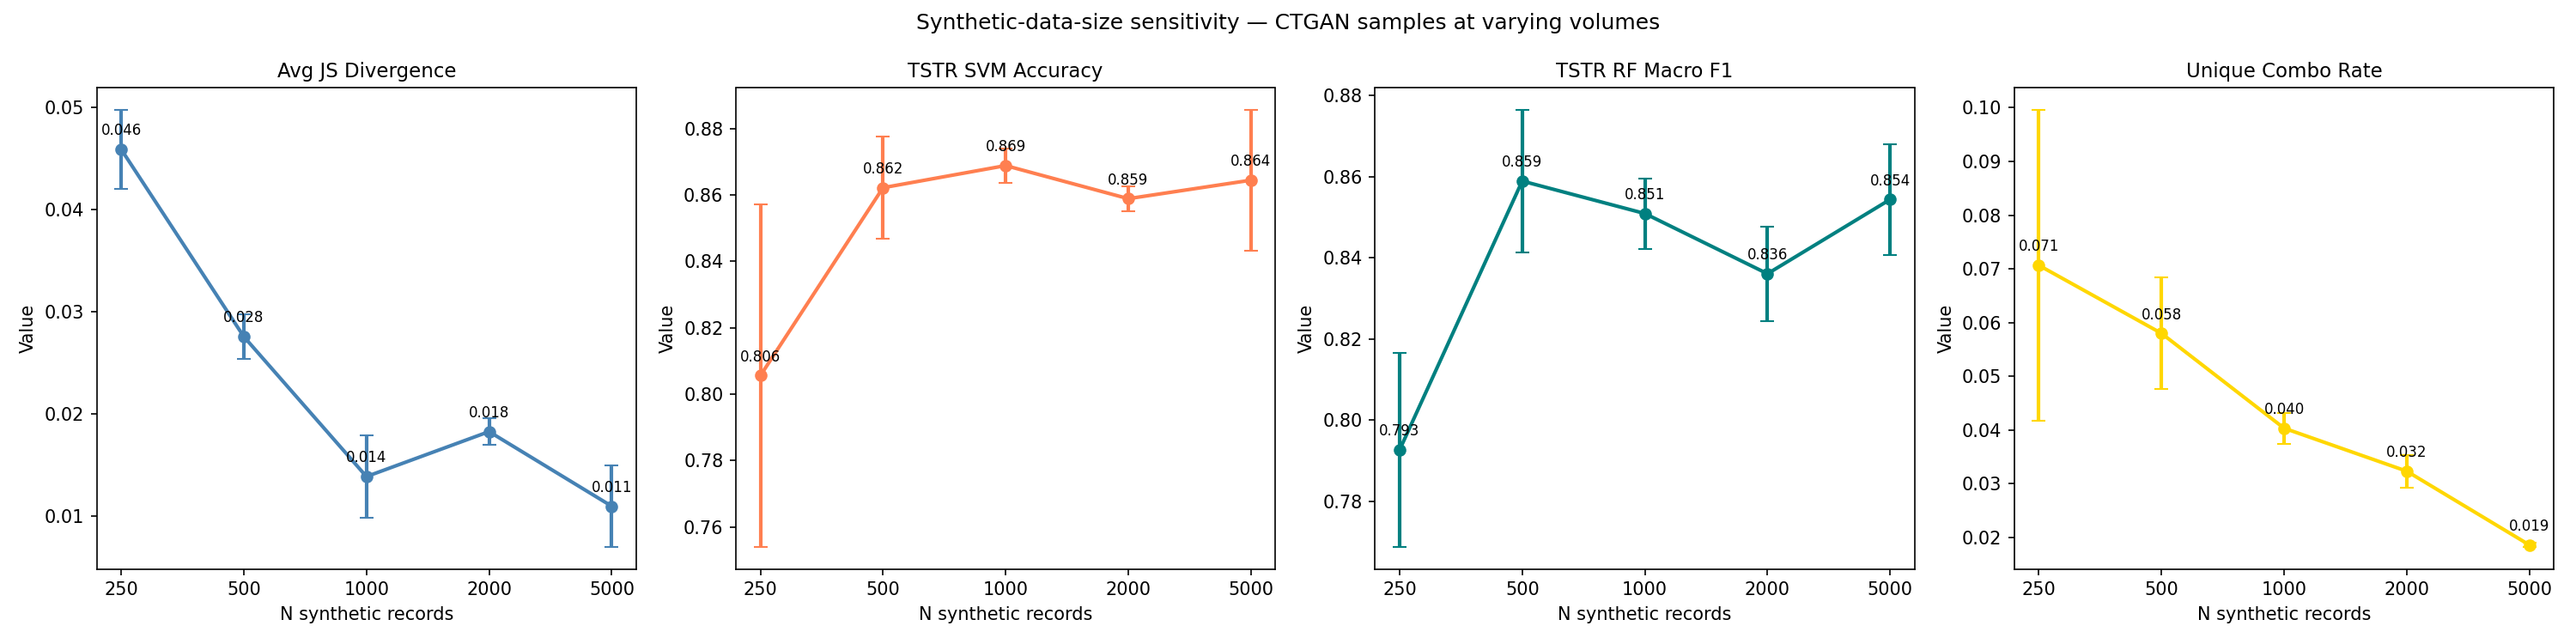 Synthetic-data-size sensitivity — CTGAN samples at varying volumes
Avg JS Divergence
0.05
0.04
0.03
0.02
0.01
Value
0.046
0.028
0.014
0.018
0.011
250 500 1000 2000 5000
N synthetic records
TSTR SVM Accuracy
0.88
0.86
0.84
0.82
0.80
0.78
0.76
Value
0.806
0.862
0.869
0.859
0.864
250 500 1000 2000 5000
N synthetic records
TSTR RF Macro F1
0.88
0.86
0.84
0.82
0.80
0.78
Value
0.793
0.859
0.851
0.836
0.854
250 500 1000 2000 5000
N synthetic records
Unique Combo Rate
0.10
0.09
0.08
0.07
0.06
0.05
0.04
0.03
0.02
Value
0.071
0.058
0.040
0.032
0.019
250 500 1000 2000 5000
N synthetic records